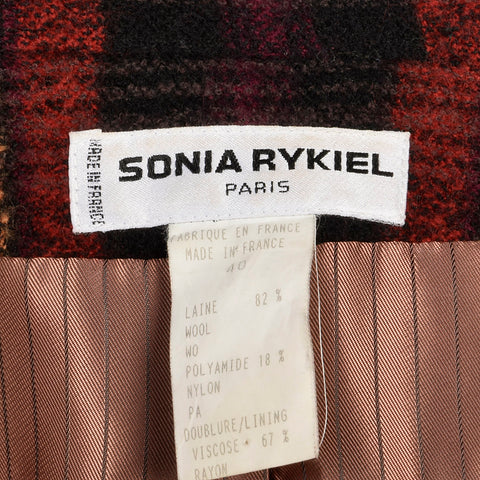 SONIA RYKIEL
PARIS
MADE IN FRANCE
FABRIQUE EN FRANCE
MADE IN FRANCE
40
LAINE 82 %
WOOL
WO
POLYAMIDE 18 %
NYLON
PA
DOUBLURE/LINING
VISCOSE 67 %
RAYON